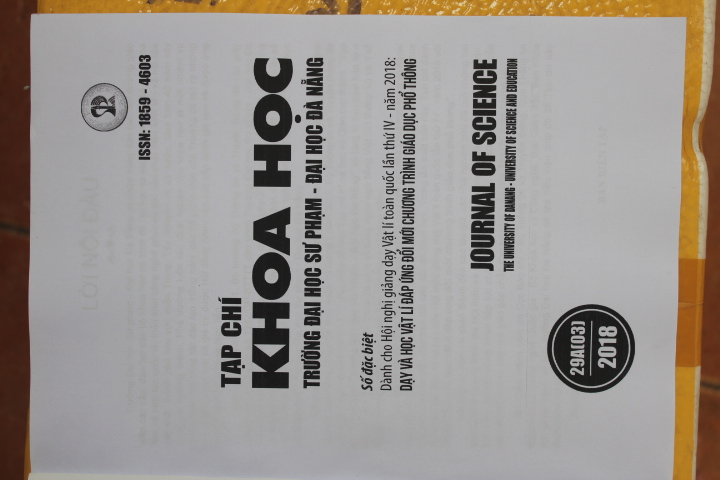 ISSN: 1859 - 4603
TẠP CHÍ
KHOA HỌC
TRƯỜNG ĐẠI HỌC SƯ PHẠM - ĐẠI HỌC ĐÀ NẴNG
Số đặc biệt
Dành cho Hội nghị giảng dạy Vật lí toàn quốc lần thứ IV - năm 2018:
DẠY VÀ HỌC VẬT LÍ ĐÁP ỨNG ĐỔI MỚI CHƯƠNG TRÌNH GIÁO DỤC PHỔ THÔNG
JOURNAL OF SCIENCE
THE UNIVERSITY OF DANANG - UNIVERSITY OF SCIENCE AND EDUCATION
29A(03)
2018